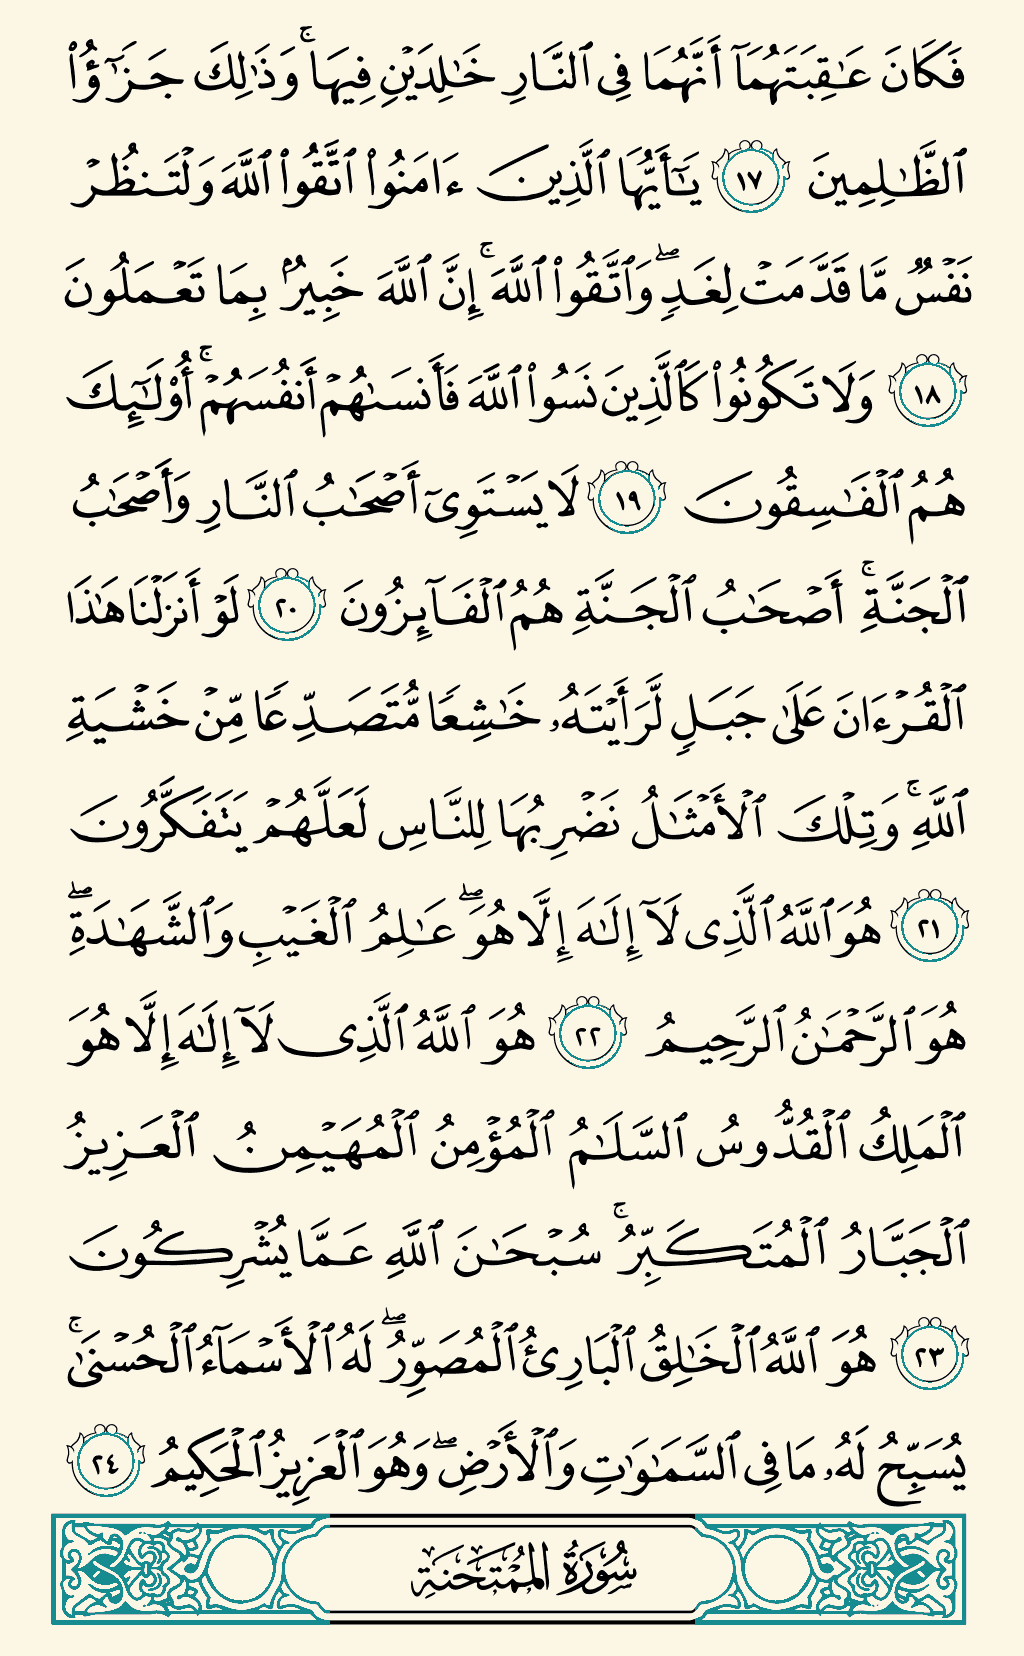 فَكَانَ عَٰقِبَتَهُمَآ أَنَّهُمَا فِى ٱلنَّارِ خَٰلِدَيْنِ فِيهَا ۚ وَذَٰلِكَ جَزَٰٓؤُا۟
ٱلظَّٰلِمِينَ ١٧ يَٰٓأَيُّهَا ٱلَّذِينَ ءَامَنُوا۟ ٱتَّقُوا۟ ٱللَّهَ وَلْتَنظُرْ
نَفْسٌ مَّا قَدَّمَتْ لِغَدٍ ۖ وَٱتَّقُوا۟ ٱللَّهَ ۚ إِنَّ ٱللَّهَ خَبِيرٌۢ بِمَا تَعْمَلُونَ
١٨ وَلَا تَكُونُوا۟ كَٱلَّذِينَ نَسُوا۟ ٱللَّهَ فَأَنسَىٰهُمْ أَنفُسَهُمْ ۚ أُو۟لَٰٓئِكَ
هُمُ ٱلْفَٰسِقُونَ ١٩ لَا يَسْتَوِىٓ أَصْحَٰبُ ٱلنَّارِ وَأَصْحَٰبُ
ٱلْجَنَّةِ ۚ أَصْحَٰبُ ٱلْجَنَّةِ هُمُ ٱلْفَآئِزُونَ ٢٠ لَوْ أَنزَلْنَا هَٰذَا
ٱلْقُرْءَانَ عَلَىٰ جَبَلٍ لَّرَأَيْتَهُۥ خَٰشِعًا مُّتَصَدِّعًا مِّنْ خَشْيَةِ
ٱللَّهِ ۚ وَتِلْكَ ٱلْأَمْثَٰلُ نَضْرِبُهَا لِلنَّاسِ لَعَلَّهُمْ يَتَفَكَّرُونَ
٢١ هُوَ ٱللَّهُ ٱلَّذِى لَآ إِلَٰهَ إِلَّا هُوَ ۖ عَٰلِمُ ٱلْغَيْبِ وَٱلشَّهَٰدَةِ ۖ
هُوَ ٱلرَّحْمَٰنُ ٱلرَّحِيمُ ٢٢ هُوَ ٱللَّهُ ٱلَّذِى لَآ إِلَٰهَ إِلَّا هُوَ
ٱلْمَلِكُ ٱلْقُدُّوسُ ٱلسَّلَٰمُ ٱلْمُؤْمِنُ ٱلْمُهَيْمِنُ ٱلْعَزِيزُ
ٱلْجَبَّارُ ٱلْمُتَكَبِّرُ ۚ سُبْحَٰنَ ٱللَّهِ عَمَّا يُشْرِكُونَ
٢٣ هُوَ ٱللَّهُ ٱلْخَٰلِقُ ٱلْبَارِئُ ٱلْمُصَوِّرُ ۖ لَهُ ٱلْأَسْمَآءُ ٱلْحُسْنَىٰ ۚ
يُسَبِّحُ لَهُۥ مَا فِى ٱلسَّمَٰوَٰتِ وَٱلْأَرْضِ ۖ وَهُوَ ٱلْعَزِيزُ ٱلْحَكِيمُ ٢٤
سُورَةُ الْمُمْتَحَنَةِ